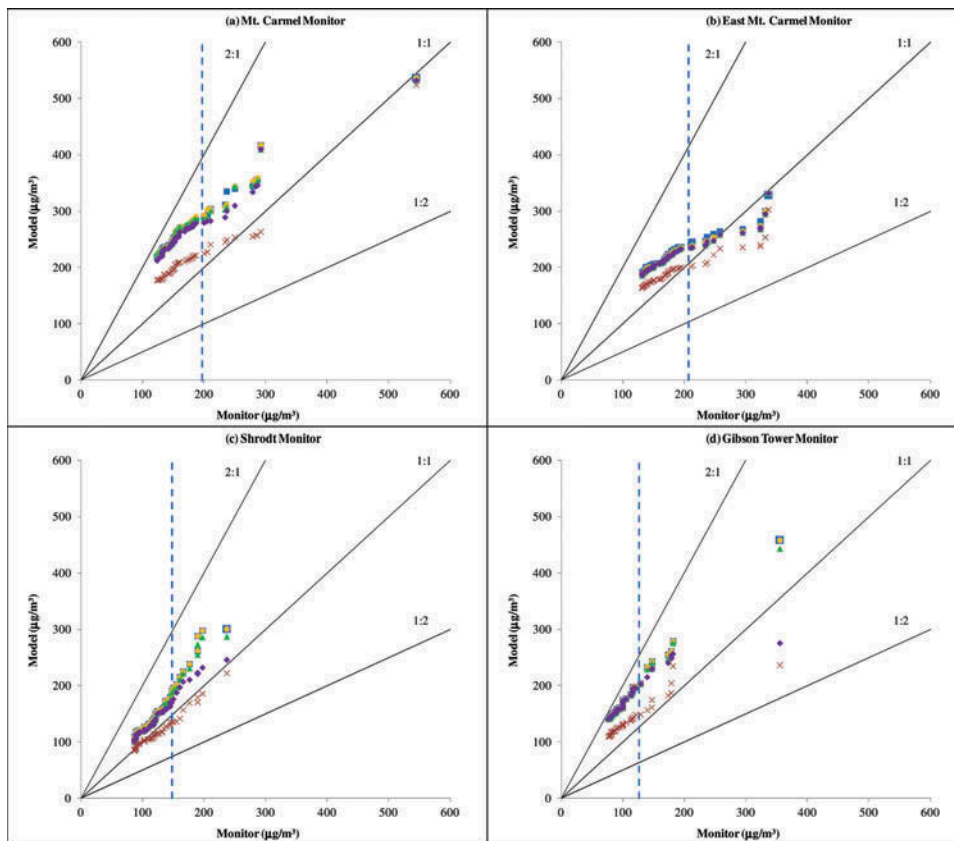 (a) Mt. Carmel Monitor
600
500
400
300
200
100
0
0 100 200 300 400 500 600
2:1
1:1
1:2
Model (µg/m³)
Monitor (µg/m³)
(b) East Mt. Carmel Monitor
600
500
400
300
200
100
0
0 100 200 300 400 500 600
2:1
1:1
1:2
Model (µg/m³)
Monitor (µg/m³)
(c) Shrodt Monitor
600
500
400
300
200
100
0
0 100 200 300 400 500 600
2:1
1:1
1:2
Model (µg/m³)
Monitor (µg/m³)
(d) Gibson Tower Monitor
600
500
400
300
200
100
0
0 100 200 300 400 500 600
2:1
1:1
1:2
Model (µg/m³)
Monitor (µg/m³)